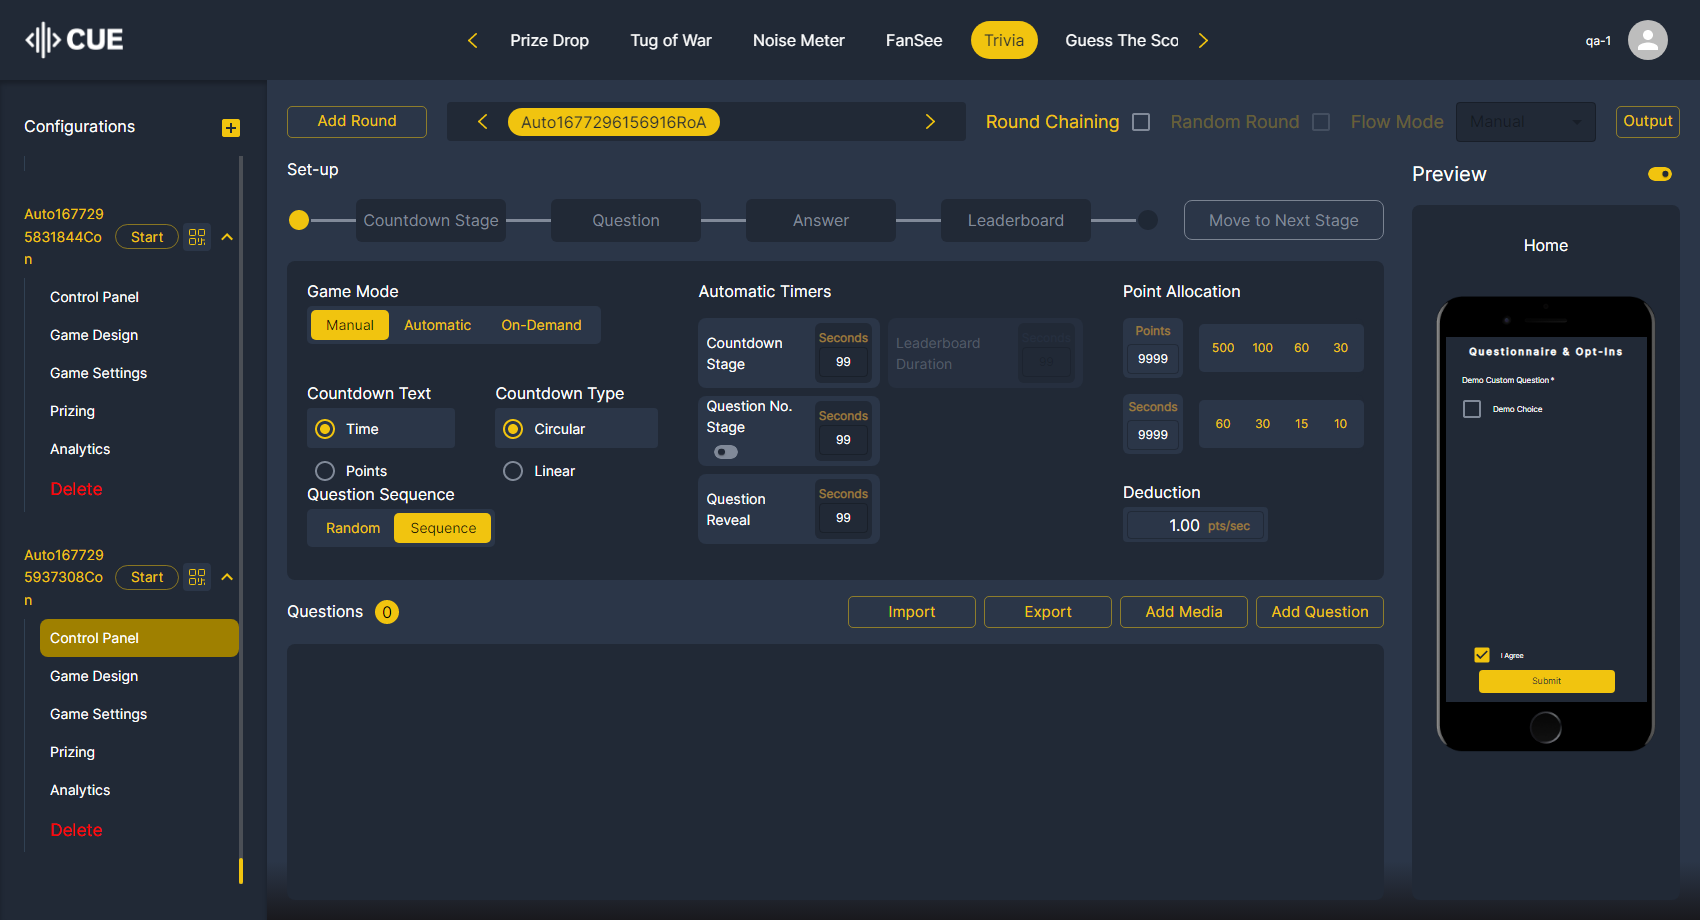 CUE
Prize Drop
Tug of War
Noise Meter
FanSee
Trivia
Guess The Sco
qa-1
Configurations
Auto167729
5831844Co
n
Start
Control Panel
Game Design
Game Settings
Prizing
Analytics
Delete
Auto167729
5937308Co
n
Start
Control Panel
Game Design
Game Settings
Prizing
Analytics
Delete
Add Round
Auto1677296156916RoA
Round Chaining
Random Round
Flow Mode
Manual
Output
Set-up
Countdown Stage
Question
Answer
Leaderboard
Move to Next Stage
Game Mode
Manual
Automatic
On-Demand
Countdown Text
Time
Points
Countdown Type
Circular
Linear
Question Sequence
Random
Sequence
Automatic Timers
Countdown
Stage
Seconds
99
Leaderboard
Duration
Seconds
99
Question No.
Stage
Seconds
99
Question
Reveal
Seconds
99
Point Allocation
Points
9999
500
100
60
30
Seconds
9999
60
30
15
10
Deduction
1.00 pts/sec
Questions 0
Import
Export
Add Media
Add Question
Preview
Home
Questionnaire & Opt-Ins
Demo Custom Question *
Demo Choice
I Agree
Submit